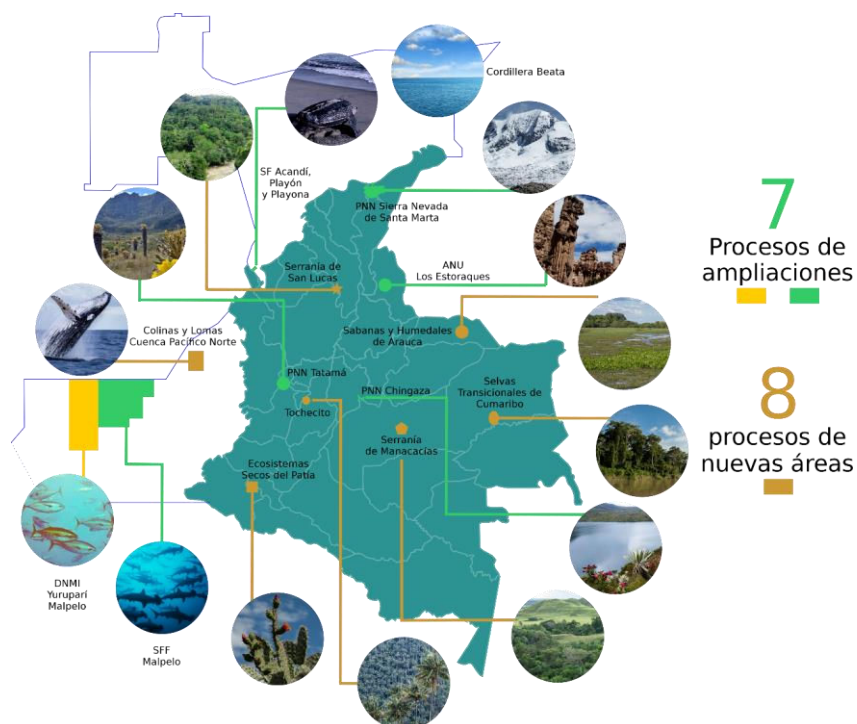 Cordillera Beata
SF Acandí,
Playón
y Playona
PNN Sierra Nevada
de Santa Marta
Serranía de
San Lucas
ANU
Los Estoraques
Colinas y Lomas
Cuenca Pacífico Norte
Sabanas y Humedales
de Arauca
PNN Tatamá
PNN Chingaza
Selvas
Transicionales de
Cumaribo
Tochecito
Serranía
de Manacacías
Ecosistemas
Secos del Patía
DNMI
Yuruparí
Malpelo
SFF
Malpelo
7
Procesos de
ampliaciones
8
procesos de
nuevas áreas